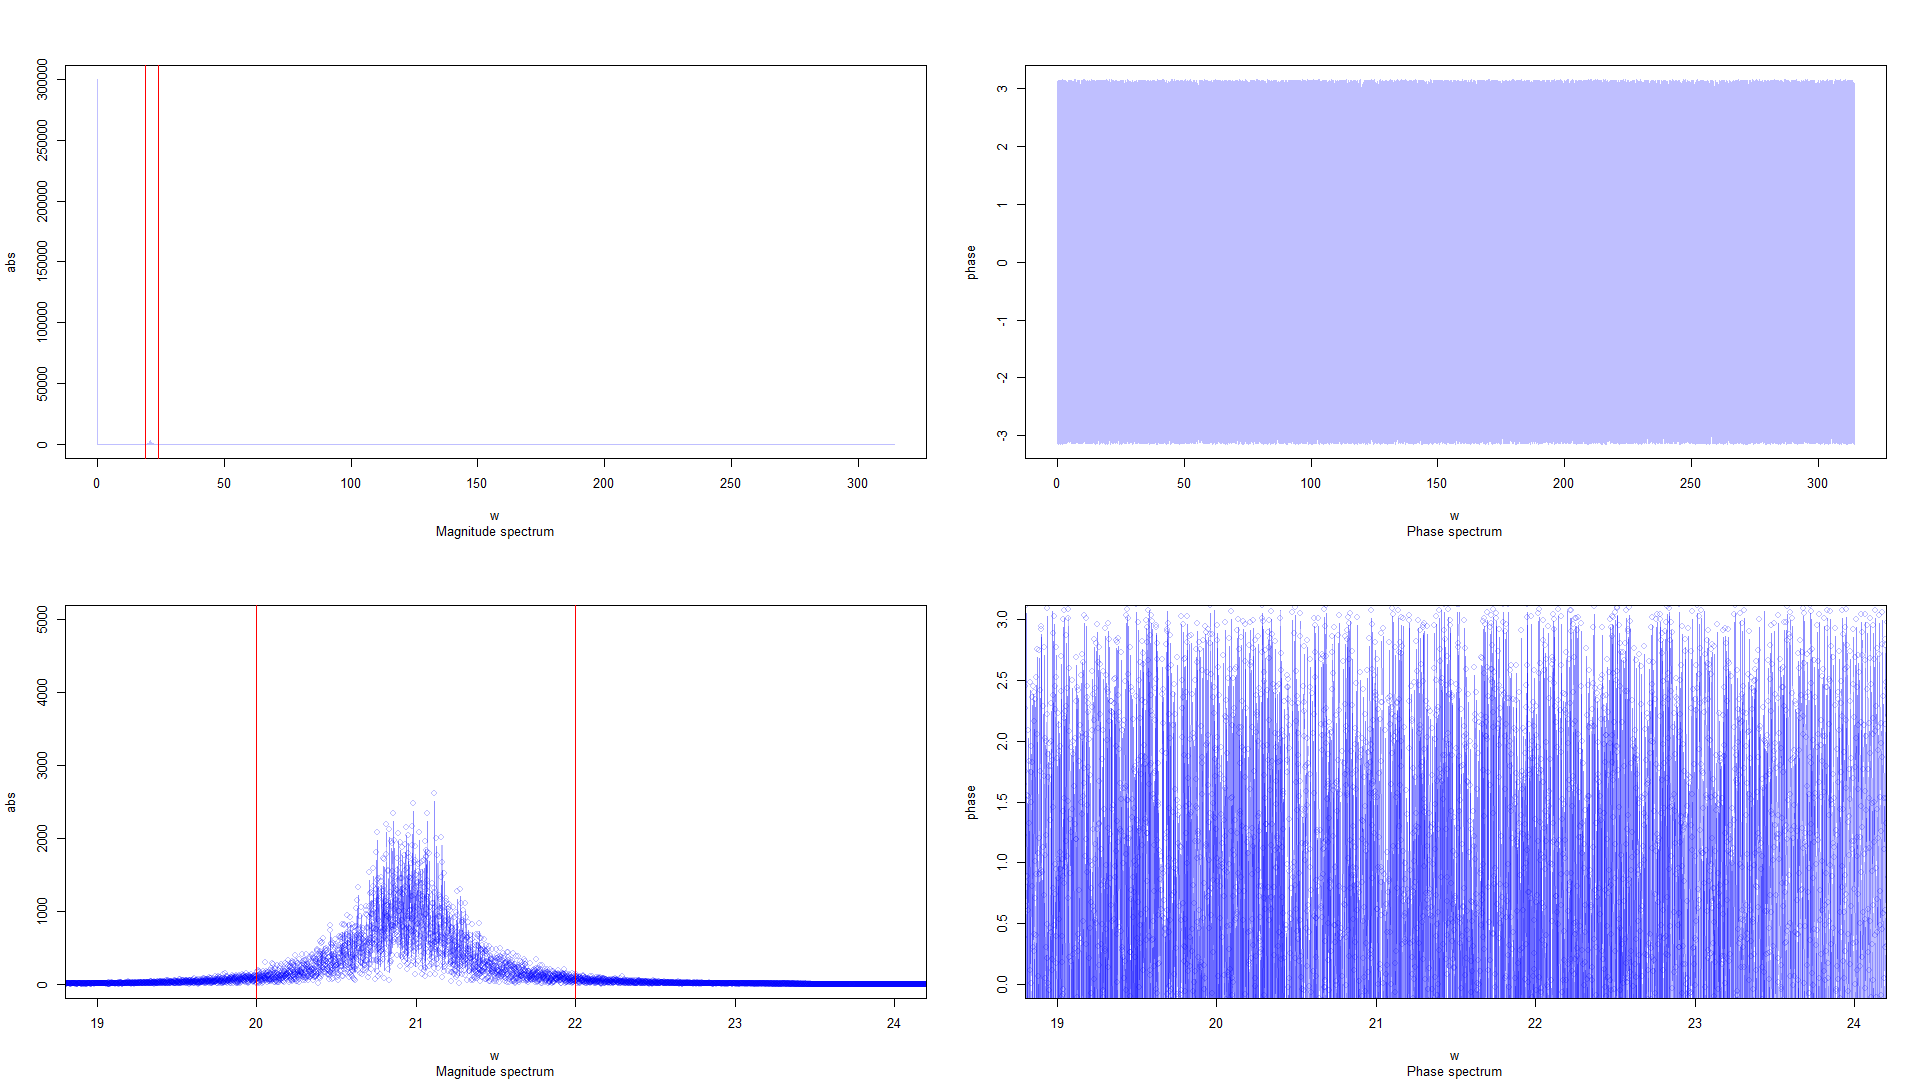 abs
300000
250000
200000
150000
100000
50000
0
0 50 100 150 200 250 300
w
Magnitude spectrum
phase
3
2
1
0
-1
-2
-3
0 50 100 150 200 250 300
w
Phase spectrum
abs
5000
4000
3000
2000
1000
0
19 20 21 22 23 24
w
Magnitude spectrum
phase
3.0
2.5
2.0
1.5
1.0
0.5
0.0
19 20 21 22 23 24
w
Phase spectrum